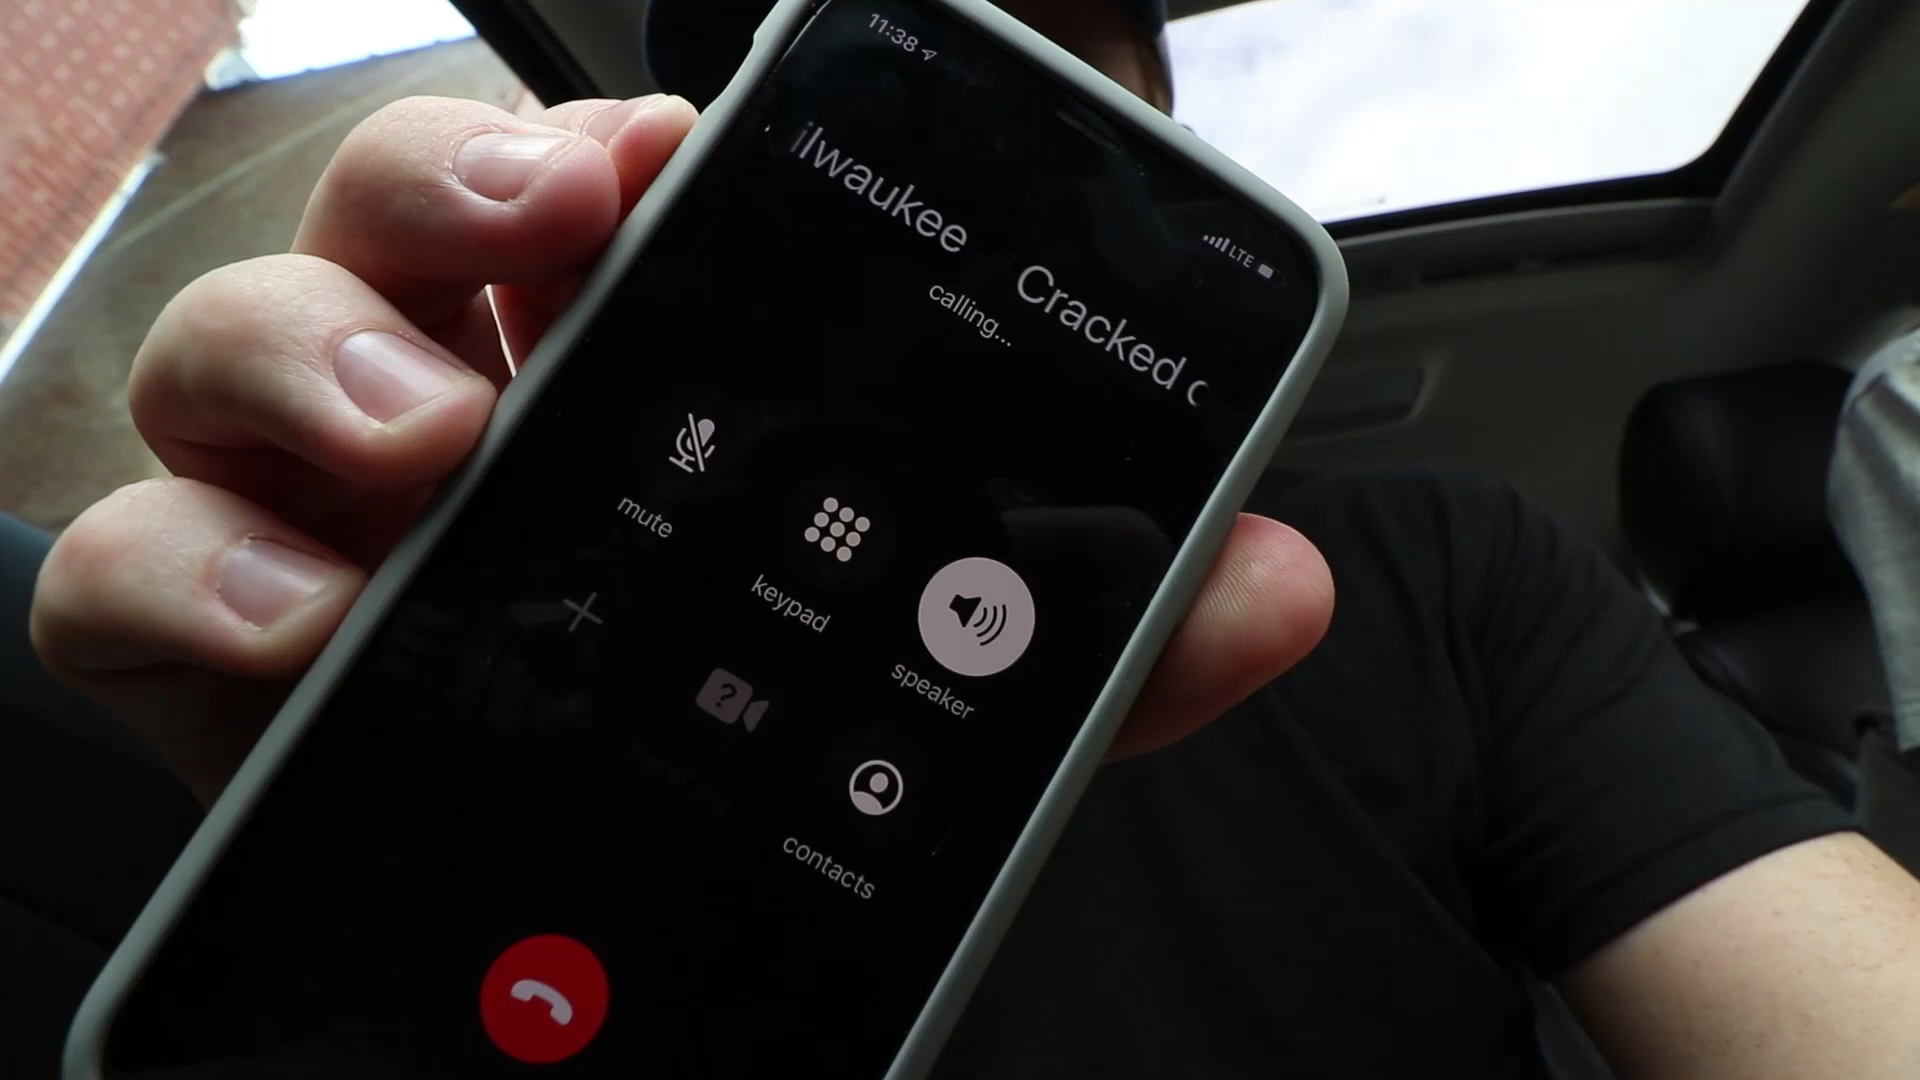 11:38
LTE
ilwaukee Cracked c
calling...
mute
keypad
speaker
?
contacts